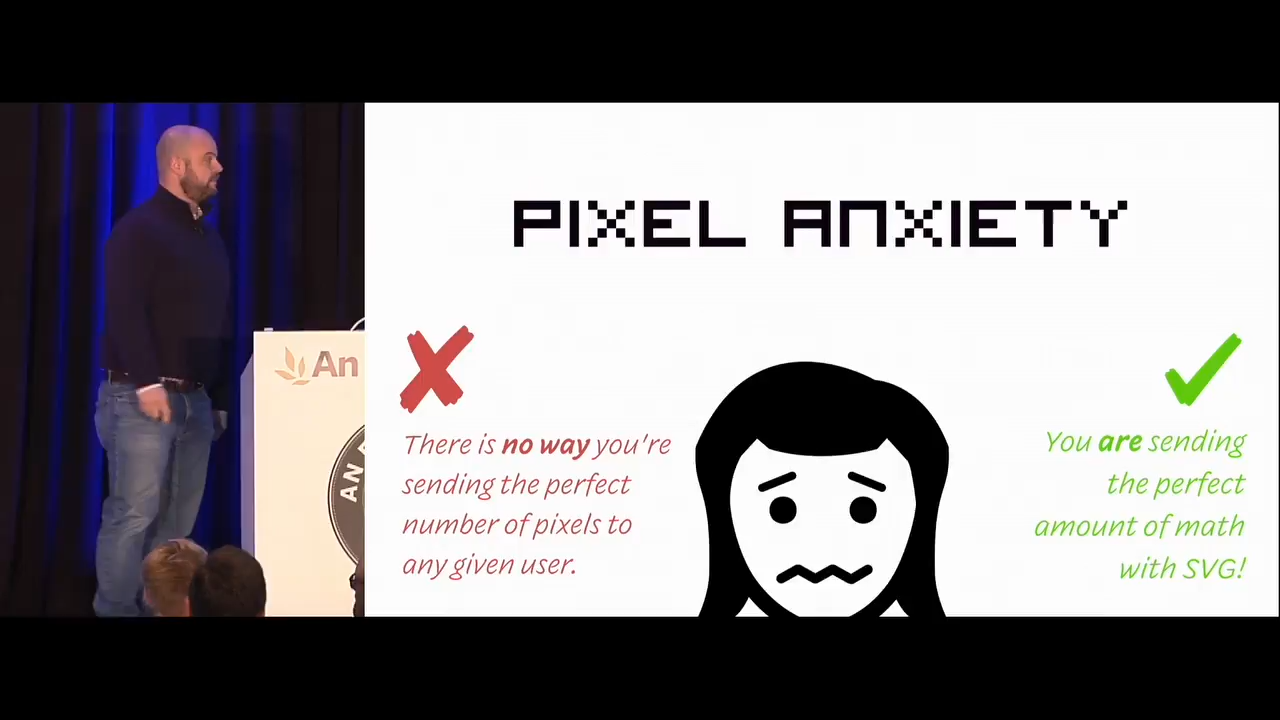 PIXEL ANXIETY
There is no way you're
sending the perfect
number of pixels to
any given user.
You are sending
the perfect
amount of math
with SVG!
An
AN